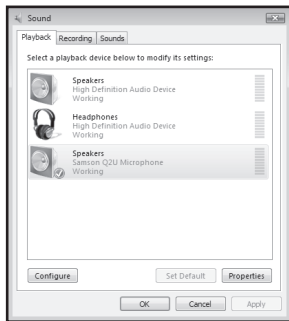 Sound
Playback Recording Sounds
Select a playback device below to modify its settings:
Speakers
High Definition Audio Device
Working
Headphones
High Definition Audio Device
Working
Speakers
Samson Q2U Microphone
Working
Configure Set Default Properties
OK Cancel Apply